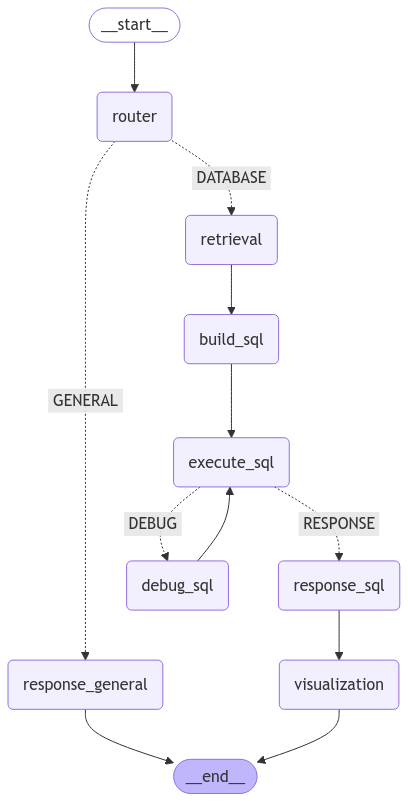 __start__
router
DATABASE
retrieval
build_sql
GENERAL
execute_sql
DEBUG
RESPONSE
debug_sql
response_sql
response_general
visualization
__end__